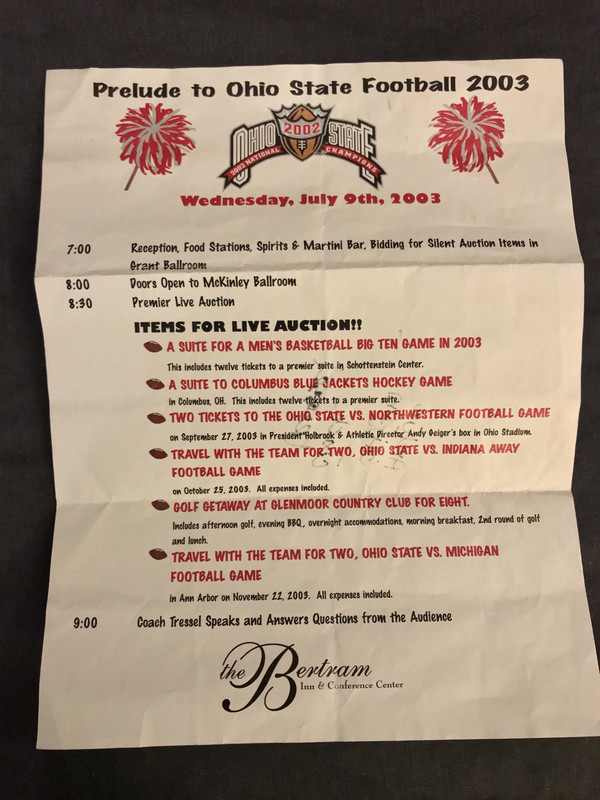 Prelude to Ohio State Football 2003
OHIO 2002 STATE
2002 NATIONAL CHAMPIONS
Wednesday, July 9th, 2003
7:00 Reception, Food Stations, Spirits & Martini Bar, Bidding for Silent Auction Items in
Grant Ballroom
8:00 Doors Open to McKinley Ballroom
8:30 Premier Live Auction
ITEMS FOR LIVE AUCTION!!
A SUITE FOR A MEN'S BASKETBALL BIG TEN GAME IN 2003
This includes twelve tickets to a premier suite in Schottenstein Center.
A SUITE TO COLUMBUS BLUE JACKETS HOCKEY GAME
in Columbus, OH. This includes twelve tickets to a premier suite.
TWO TICKETS TO THE OHIO STATE VS. NORTHWESTERN FOOTBALL GAME
on September 27, 2003 in President Holbrook & Athletic Director Andy Geiger's box in Ohio Stadium.
TRAVEL WITH THE TEAM FOR TWO, OHIO STATE VS. INDIANA AWAY
FOOTBALL GAME
on October 25, 2003. All expenses included.
GOLF GETAWAY AT GLENMOOR COUNTRY CLUB FOR EIGHT.
Includes afternoon golf, evening BBQ, overnight accommodations, morning breakfast, 2nd round of golf
and lunch.
TRAVEL WITH THE TEAM FOR TWO, OHIO STATE VS. MICHIGAN
FOOTBALL GAME
in Ann Arbor on November 22, 2003. All expenses included.
9:00 Coach Tressel Speaks and Answers Questions from the Audience
the Bertram
Inn & Conference Center